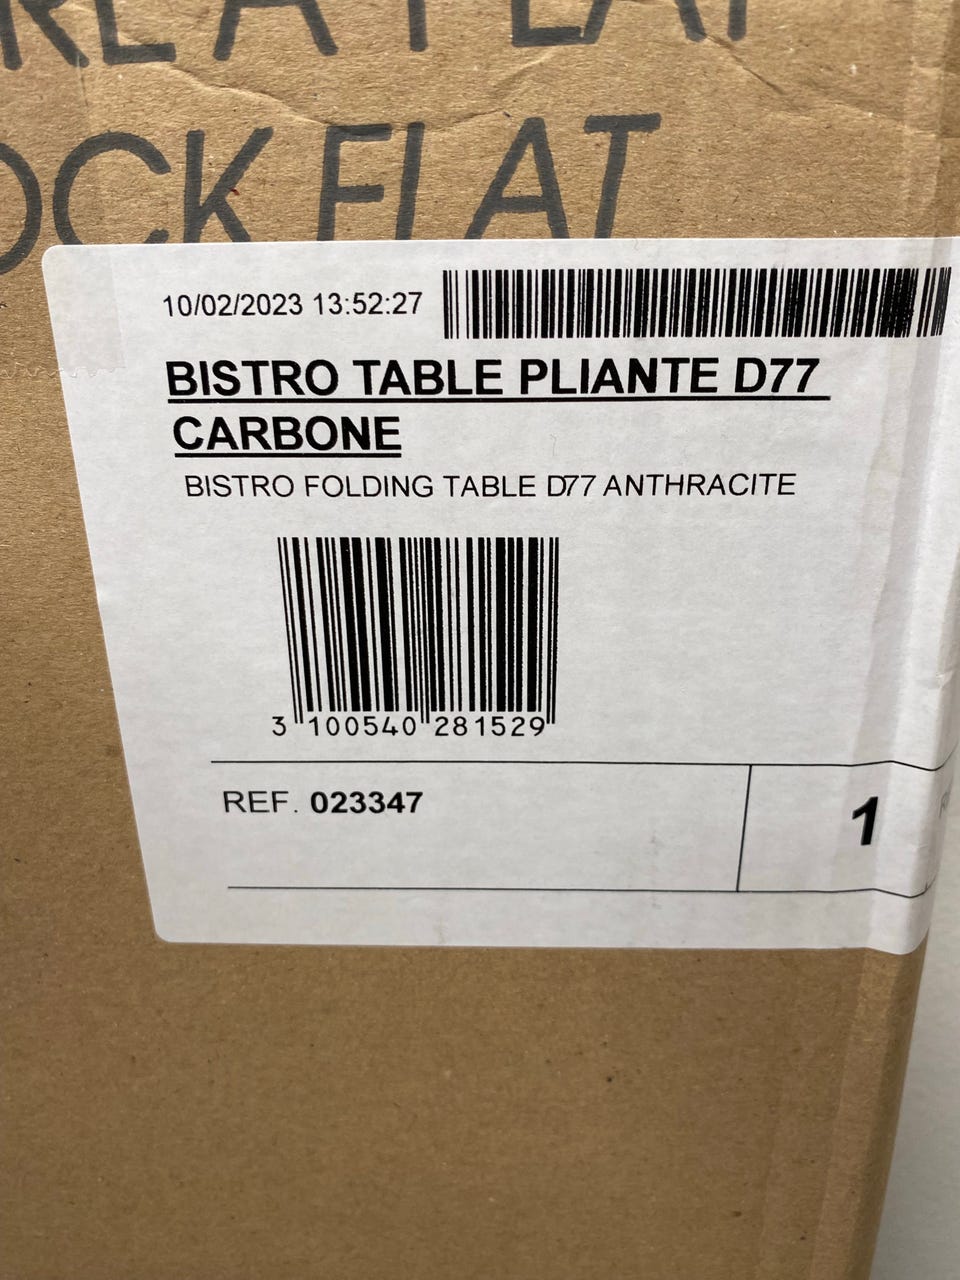 OCK FLAT
10/02/2023 13:52:27
BISTRO TABLE PLIANTE D77
CARBONE
BISTRO FOLDING TABLE D77 ANTHRACITE
3 100540 281529
REF. 023347
1